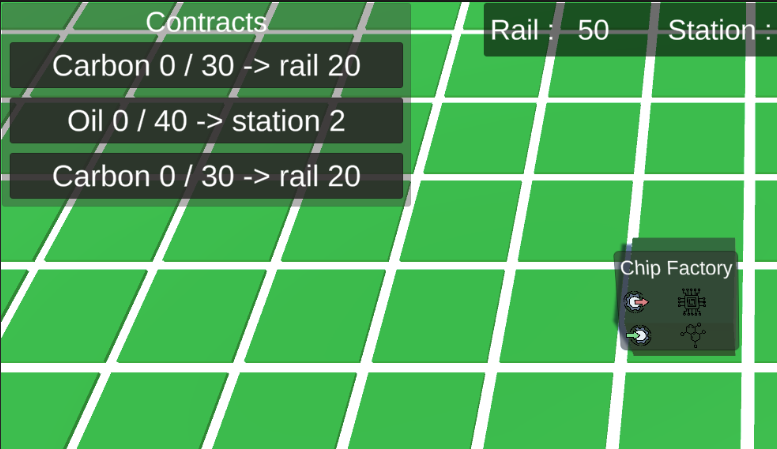 Contracts
Carbon 0 / 30 -> rail 20
Oil 0 / 40 -> station 2
Carbon 0 / 30 -> rail 20
Rail : 50 Station :
Chip Factory